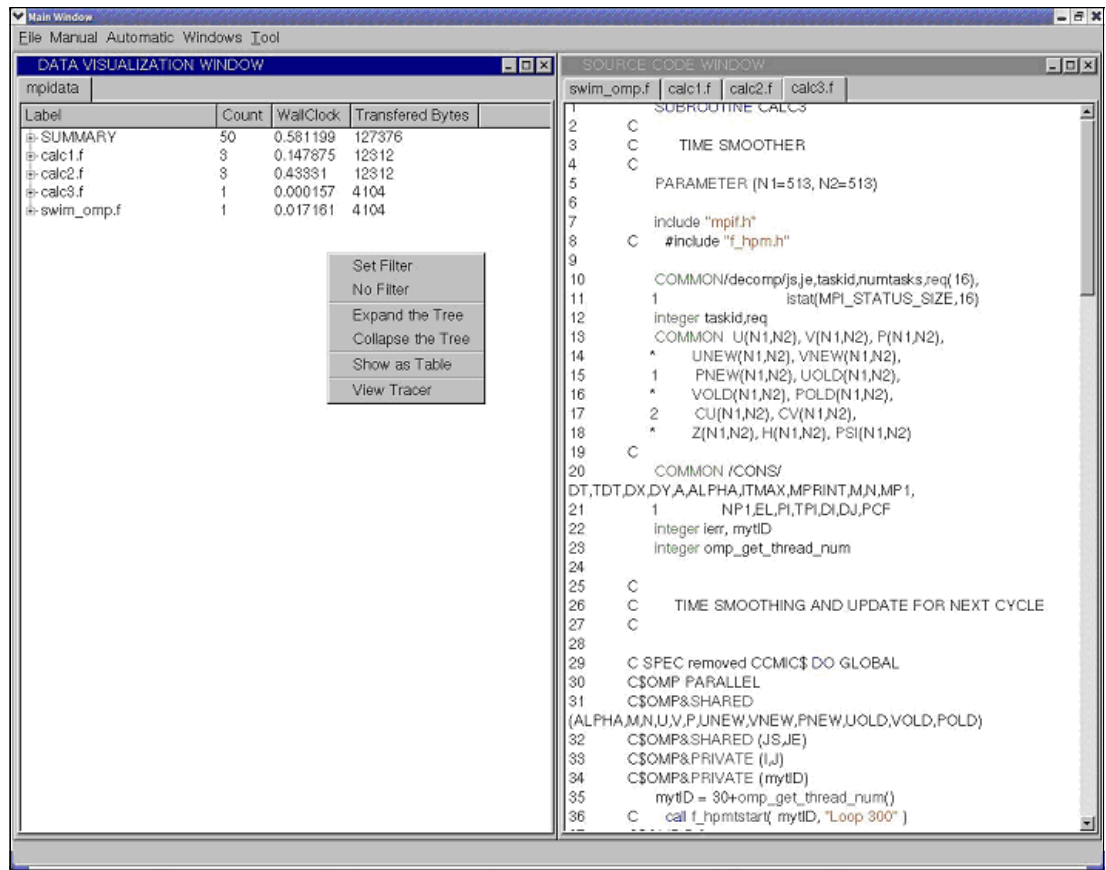 Main Window
File Manual Automatic Windows Tool
DATA VISUALIZATION WINDOW
mpidata
Label Count WallClock Transfered Bytes
SUMMARY 50 0.581199 127376
calc1.f 3 0.147875 12312
calc2.f 3 0.43331 12312
calc3.f 1 0.000157 4104
swim_omp.f 1 0.017161 4104
Set Filter
No Filter
Expand the Tree
Collapse the Tree
Show as Table
View Tracer
SOURCE CODE WINDOW
swim_omp.f calc1.f calc2.f calc3.f
1 SUBROUTINE CALC3
2 C
3 C TIME SMOOTHER
4 C
5 PARAMETER (N1=513, N2=513)
6
7 include "mpif.h"
8 C #include "f_hpm.h"
9
10 COMMON/decomp/js,je,taskid,numtasks,req(16),
11 1 istat(MPI_STATUS_SIZE,16)
12 integer taskid,req
13 COMMON U(N1,N2), V(N1,N2), P(N1,N2),
14 * UNEW(N1,N2), VNEW(N1,N2),
15 1 PNEW(N1,N2), UOLD(N1,N2),
16 * VOLD(N1,N2), POLD(N1,N2),
17 2 CU(N1,N2), CV(N1,N2),
18 * Z(N1,N2), H(N1,N2), PSI(N1,N2)
19 C
20 COMMON /CONS/
DT,TDT,DX,DY,A,ALPHA,ITMAX,MPRINT,M,N,MP1,
21 1 NP1,EL,PI,TPI,DI,DJ,PCF
22 integer ierr, mytID
23 integer omp_get_thread_num
24
25 C
26 C TIME SMOOTHING AND UPDATE FOR NEXT CYCLE
27 C
28
29 C SPEC removed CCMIC$ DO GLOBAL
30 C$OMP PARALLEL
31 C$OMP&SHARED
(ALPHA,M,N,U,V,P,UNEW,VNEW,PNEW,UOLD,VOLD,POLD)
32 C$OMP&SHARED (JS,JE)
33 C$OMP&PRIVATE (I,J)
34 C$OMP&PRIVATE (mytID)
35 mytID = 30+omp_get_thread_num()
36 C call f_hpmtstart( mytID, "Loop 300" )